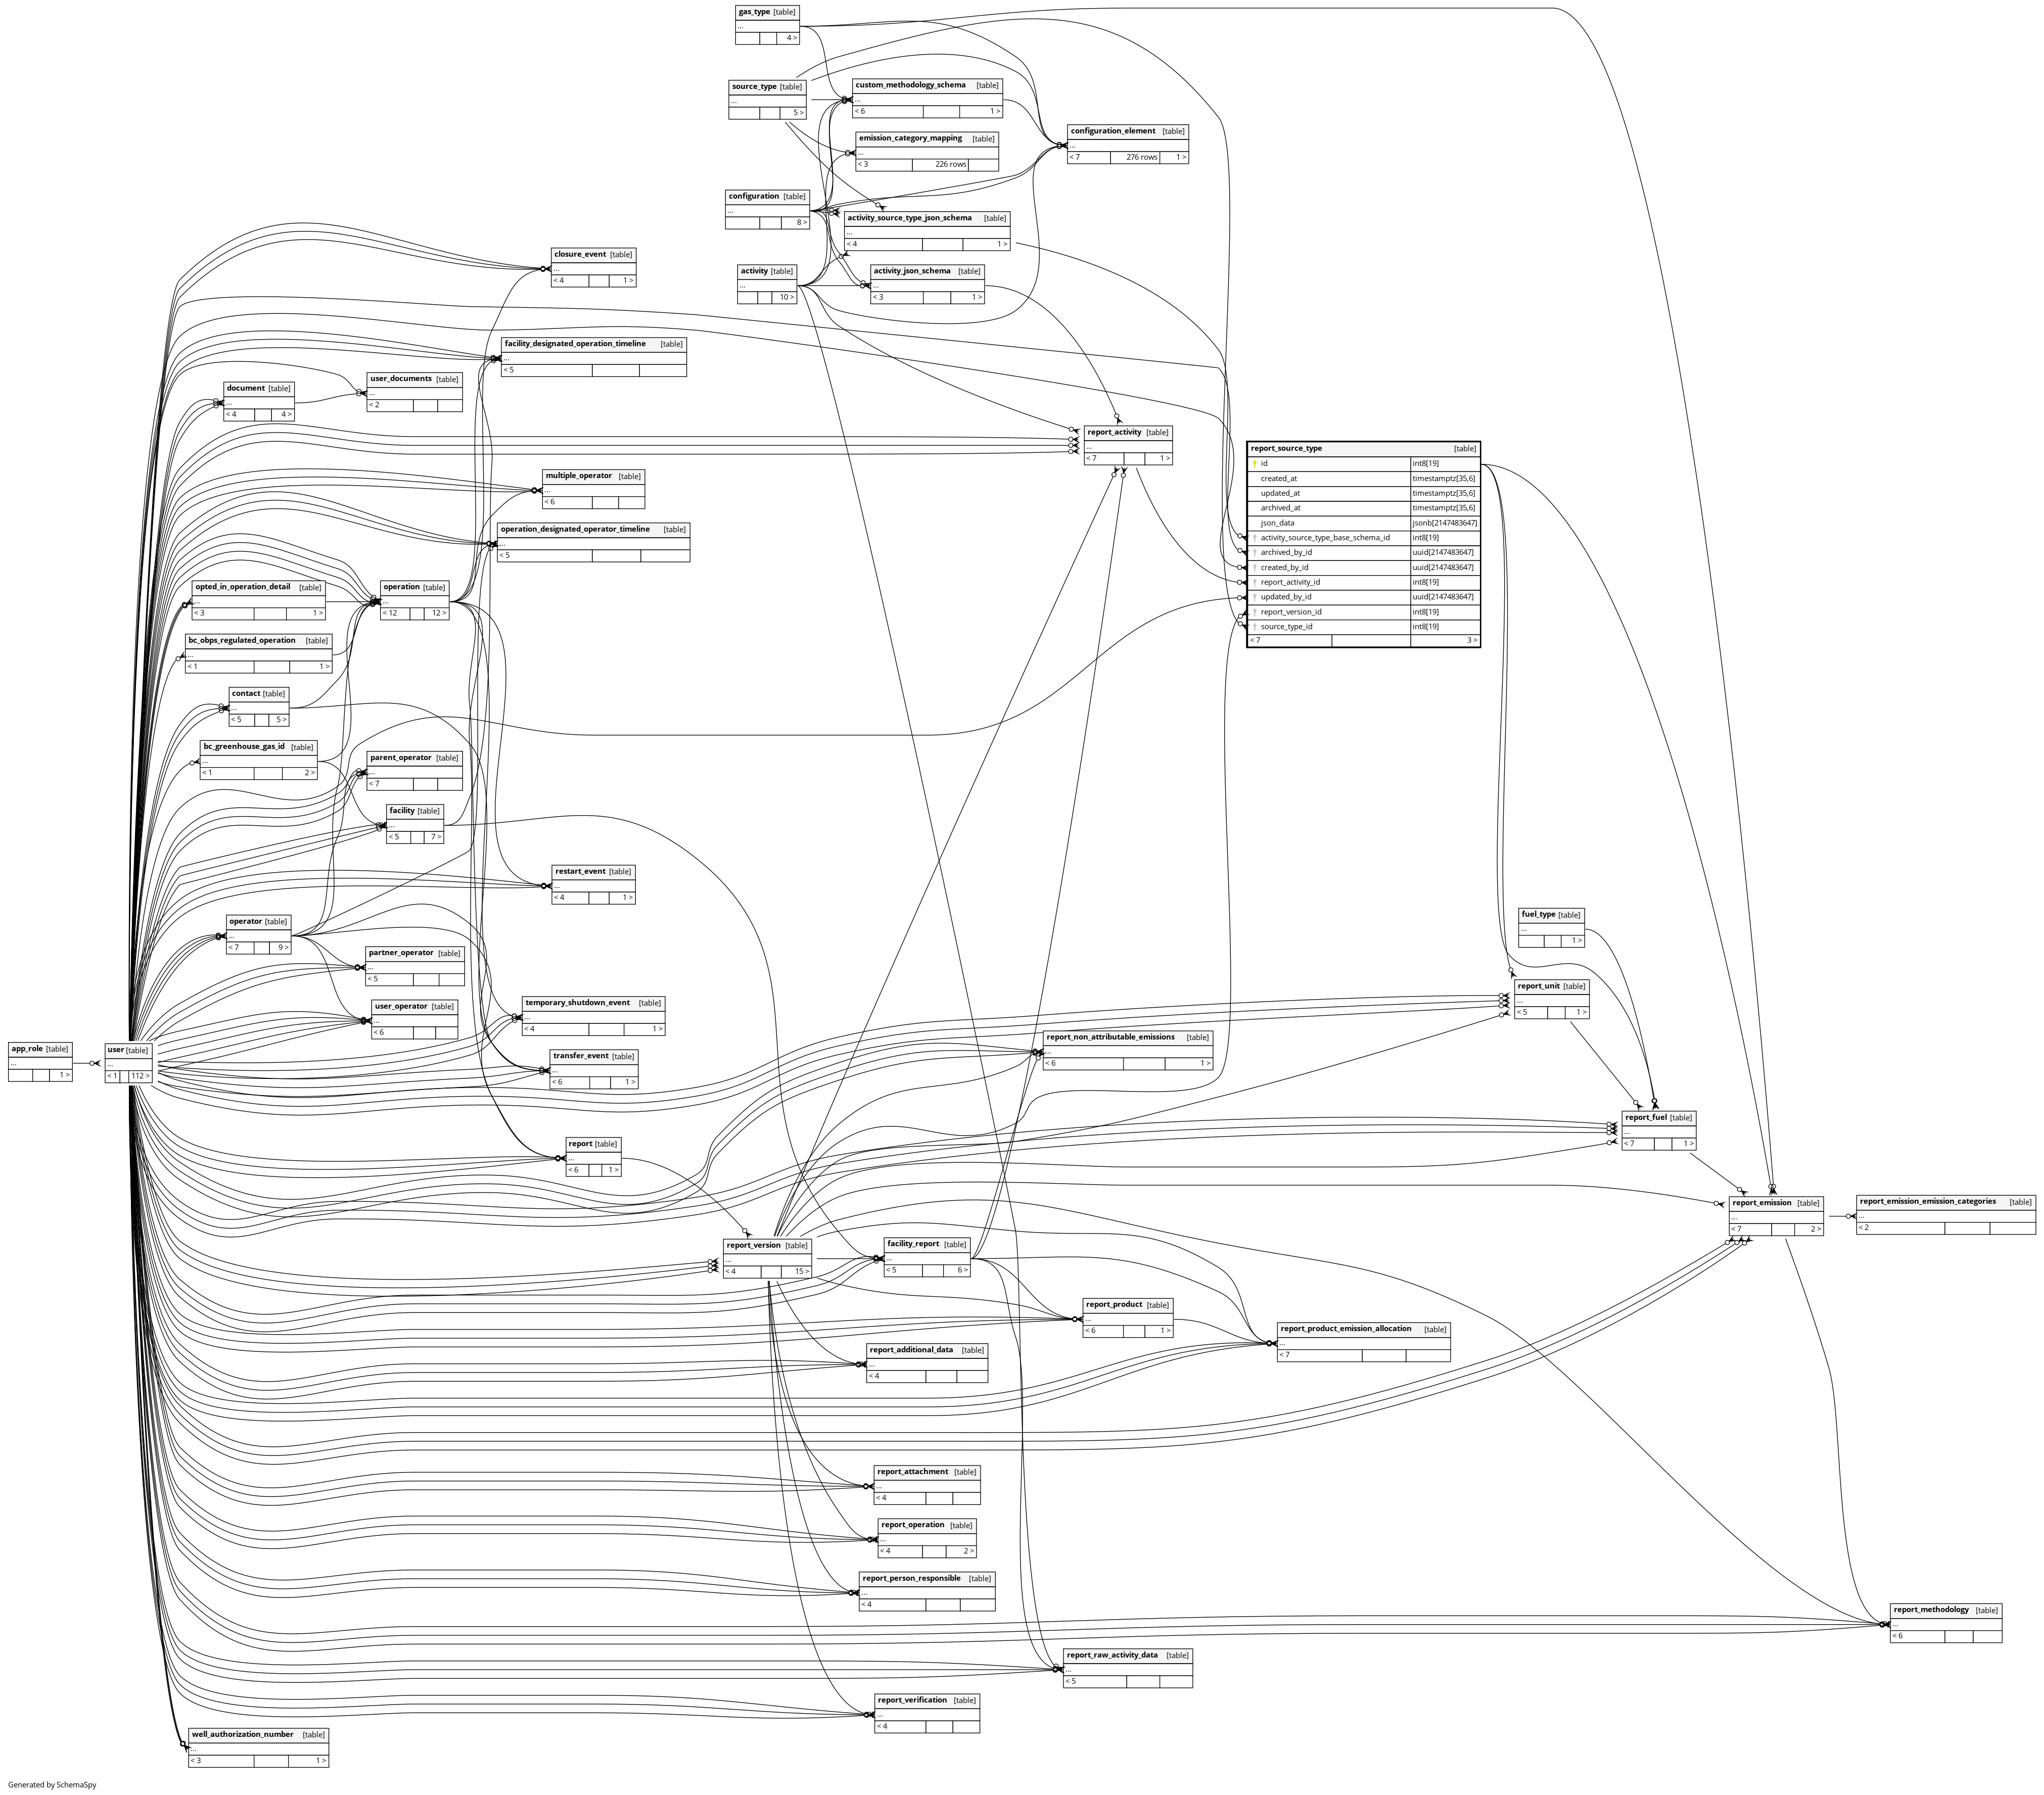 gas_type [table]
...
4 >
source_type [table]
...
5 >
custom_methodology_schema [table]
...
< 6 1 >
emission_category_mapping [table]
...
< 3 226 rows
configuration_element [table]
...
< 7 276 rows 1 >
configuration [table]
...
8 >
activity_source_type_json_schema [table]
...
< 4 1 >
activity [table]
...
10 >
activity_json_schema [table]
...
< 3 1 >
closure_event [table]
...
< 4 1 >
facility_designated_operation_timeline [table]
...
< 5
document [table]
...
< 4 4 >
user_documents [table]
...
< 2
report_activity [table]
...
< 7 1 >
report_source_type [table]
id int8[19]
created_at timestamptz[35,6]
updated_at timestamptz[35,6]
archived_at timestamptz[35,6]
json_data jsonb[2147483647]
activity_source_type_base_schema_id int8[19]
archived_by_id uuid[2147483647]
created_by_id uuid[2147483647]
report_activity_id int8[19]
updated_by_id uuid[2147483647]
report_version_id int8[19]
source_type_id int8[19]
< 7 3 >
multiple_operator [table]
...
< 6
operation_designated_operator_timeline [table]
...
< 5
opted_in_operation_detail [table]
...
< 3 1 >
operation [table]
...
< 12 12 >
bc_obps_regulated_operation [table]
...
< 1 1 >
contact [table]
...
< 5 5 >
bc_greenhouse_gas_id [table]
...
< 1 2 >
parent_operator [table]
...
< 7
facility [table]
...
< 5 7 >
restart_event [table]
...
< 4 1 >
operator [table]
...
< 7 9 >
fuel_type [table]
...
1 >
partner_operator [table]
...
< 5
report_unit [table]
...
< 5 1 >
user_operator [table]
...
< 6
temporary_shutdown_event [table]
...
< 4 1 >
app_role [table]
...
1 >
user [table]
...
< 1 112 >
transfer_event [table]
...
< 6 1 >
report_non_attributable_emissions [table]
...
< 6 1 >
report_fuel [table]
...
< 7 1 >
report [table]
...
< 6 1 >
report_emission [table]
...
< 7 2 >
report_emission_emission_categories [table]
...
< 2
report_version [table]
...
< 4 15 >
facility_report [table]
...
< 5 6 >
report_product [table]
...
< 6 1 >
report_product_emission_allocation [table]
...
< 7
report_additional_data [table]
...
< 4
report_attachment [table]
...
< 4
report_operation [table]
...
< 4 2 >
report_person_responsible [table]
...
< 4
report_methodology [table]
...
< 6
report_raw_activity_data [table]
...
< 5
report_verification [table]
...
< 4
well_authorization_number [table]
...
< 3 1 >
Generated by SchemaSpy